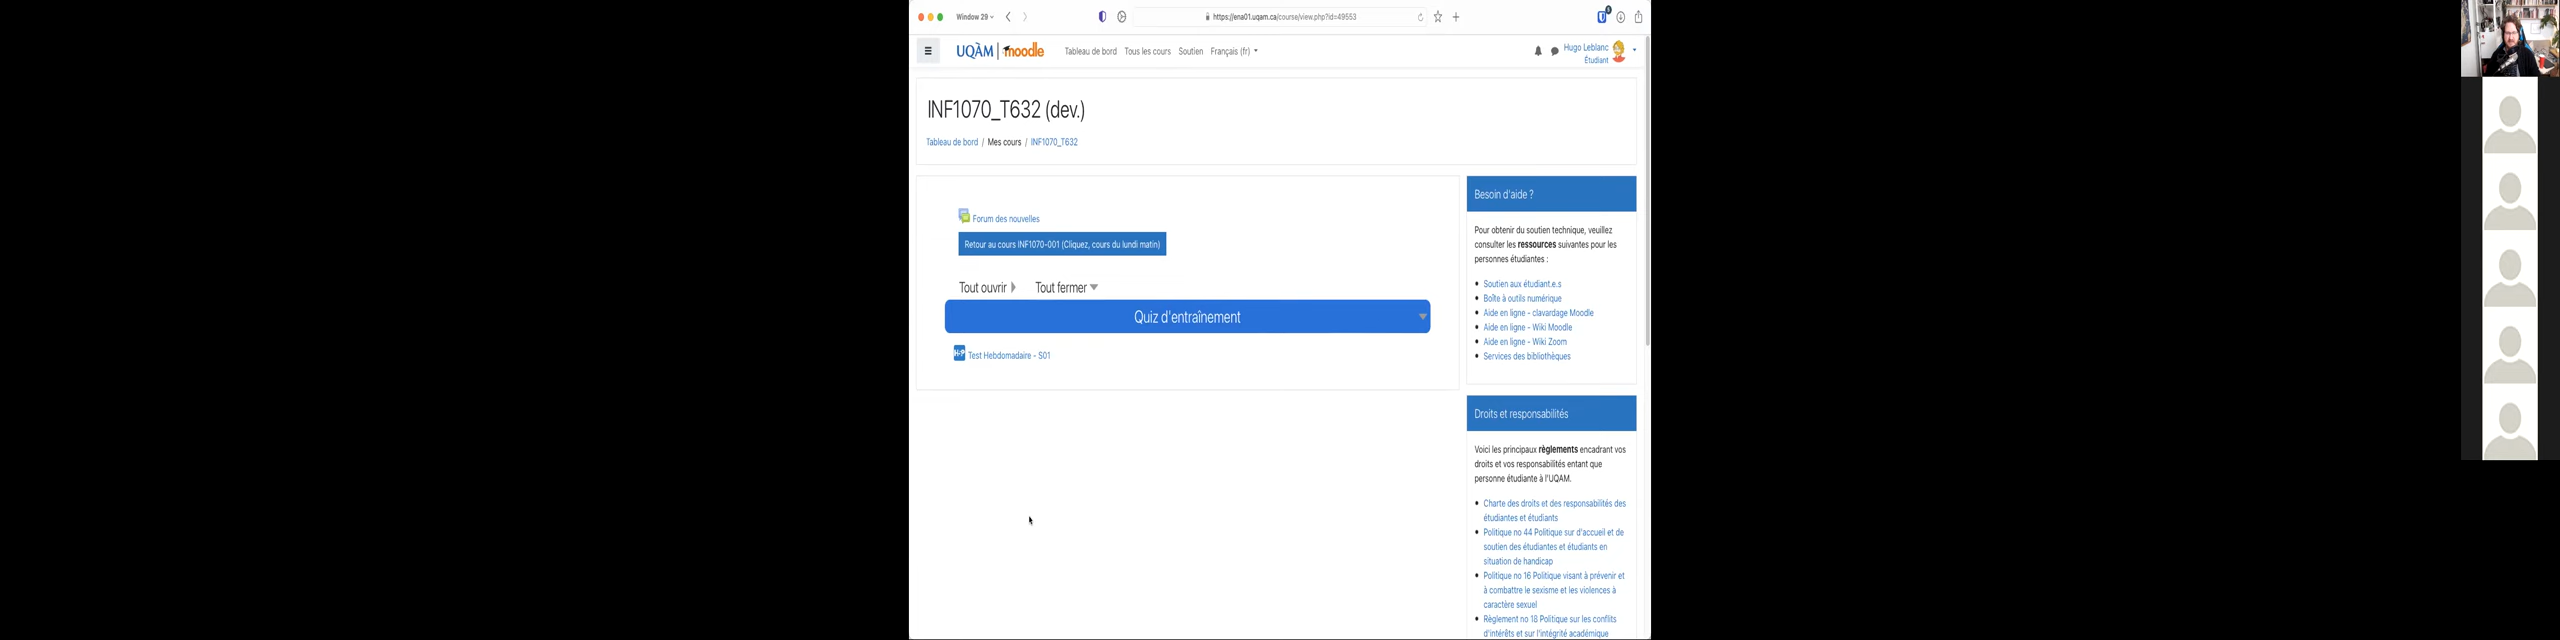 Window 29
https://ena01.uqam.ca/course/view.php?id=49553
UQÀM | moodle
Tableau de bord
Tous les cours
Soutien
Français (fr)
Hugo Leblanc
Étudiant
INF1070_T632 (dev.)
Tableau de bord / Mes cours / INF1070_T632
Forum des nouvelles
Retour au cours INF1070-001 (Cliquez, cours du lundi matin)
Tout ouvrir
Tout fermer
Quiz d'entraînement
H-P Test Hebdomadaire - S01
Besoin d'aide ?
Pour obtenir du soutien technique, veuillez
consulter les ressources suivantes pour les
personnes étudiantes :
Soutien aux étudiant.e.s
Boîte à outils numérique
Aide en ligne - clavardage Moodle
Aide en ligne - Wiki Moodle
Aide en ligne - Wiki Zoom
Services des bibliothèques
Droits et responsabilités
Voici les principaux règlements encadrant vos
droits et vos responsabilités entant que
personne étudiante à l'UQAM.
Charte des droits et des responsabilités des
étudiantes et étudiants
Politique no 44 Politique sur d'accueil et de
soutien des étudiantes et étudiants en
situation de handicap
Politique no 16 Politique visant à prévenir et
à combattre le sexisme et les violences à
caractère sexuel
Règlement no 18 Politique sur les conflits
d'intérêts et sur l'intégrité académique